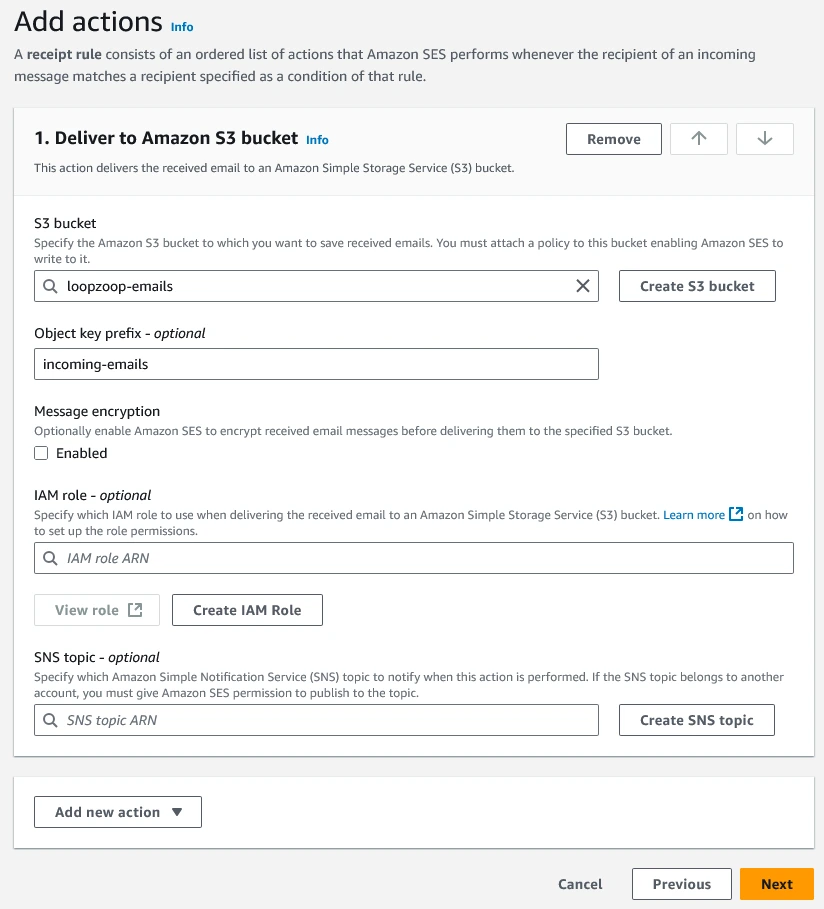 Add actions Info
A receipt rule consists of an ordered list of actions that Amazon SES performs whenever the recipient of an incoming
message matches a recipient specified as a condition of that rule.
1. Deliver to Amazon S3 bucket Info
Remove
This action delivers the received email to an Amazon Simple Storage Service (S3) bucket.
S3 bucket
Specify the Amazon S3 bucket to which you want to save received emails. You must attach a policy to this bucket enabling Amazon SES to
write to it.
loopzoop-emails
Create S3 bucket
Object key prefix - optional
incoming-emails
Message encryption
Optionally enable Amazon SES to encrypt received email messages before delivering them to the specified S3 bucket.
Enabled
IAM role - optional
Specify which IAM role to use when delivering the received email to an Amazon Simple Storage Service (S3) bucket. Learn more on how
to set up the role permissions.
IAM role ARN
View role
Create IAM Role
SNS topic - optional
Specify which Amazon Simple Notification Service (SNS) topic to notify when this action is performed. If the SNS topic belongs to another
account, you must give Amazon SES permission to publish to the topic.
SNS topic ARN
Create SNS topic
Add new action
Cancel
Previous
Next